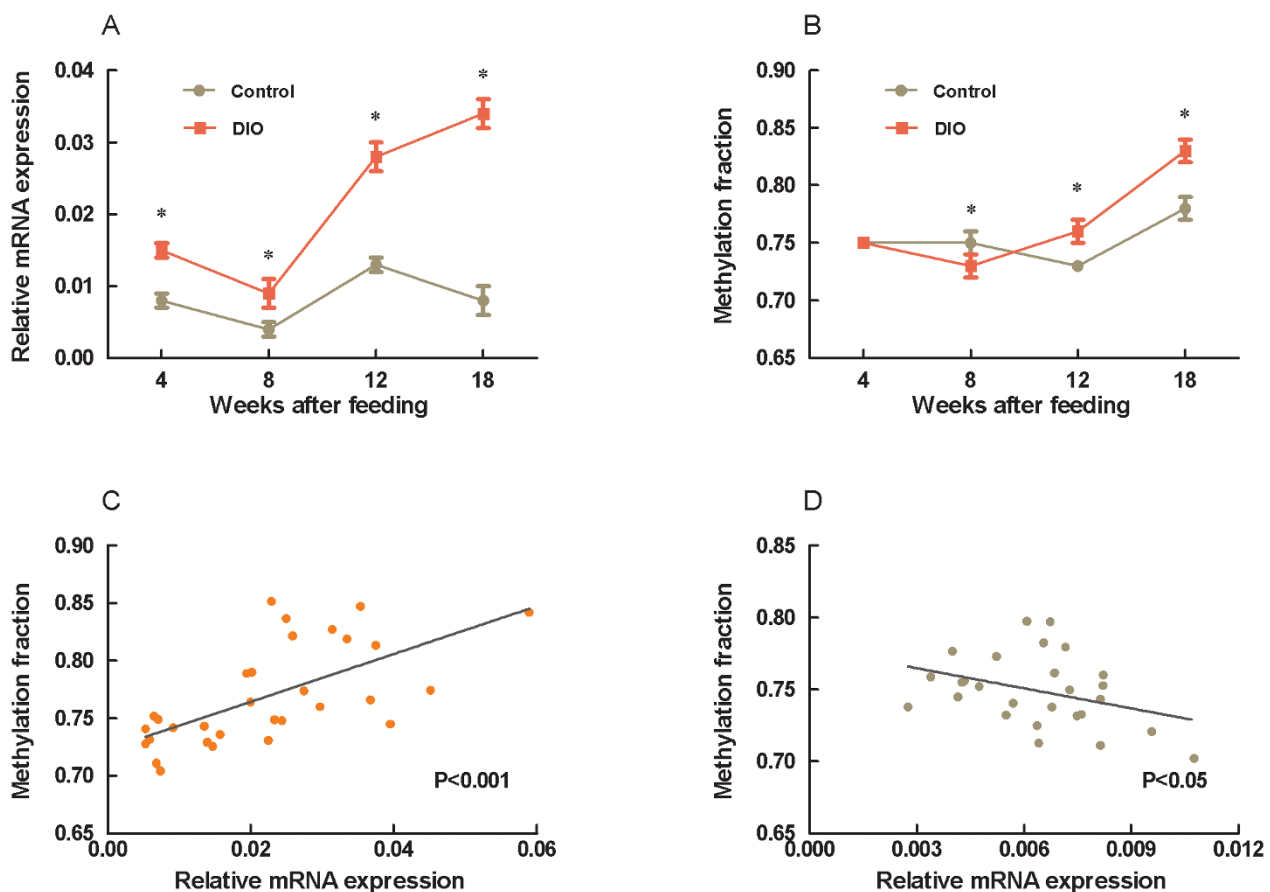 A
Relative mRNA expression
0.04
0.03
0.02
0.01
0.00
Control
DIO
*
*
*
*
4 8 12 18
Weeks after feeding
B
Methylation fraction
0.90
0.85
0.80
0.75
0.70
0.65
Control
DIO
*
*
*
4 8 12 18
Weeks after feeding
C
Methylation fraction
0.90
0.85
0.80
0.75
0.70
0.65
P<0.001
0.00 0.02 0.04 0.06
Relative mRNA expression
D
Methylation fraction
0.85
0.80
0.75
0.70
0.65
P<0.05
0.000 0.003 0.006 0.009 0.012
Relative mRNA expression